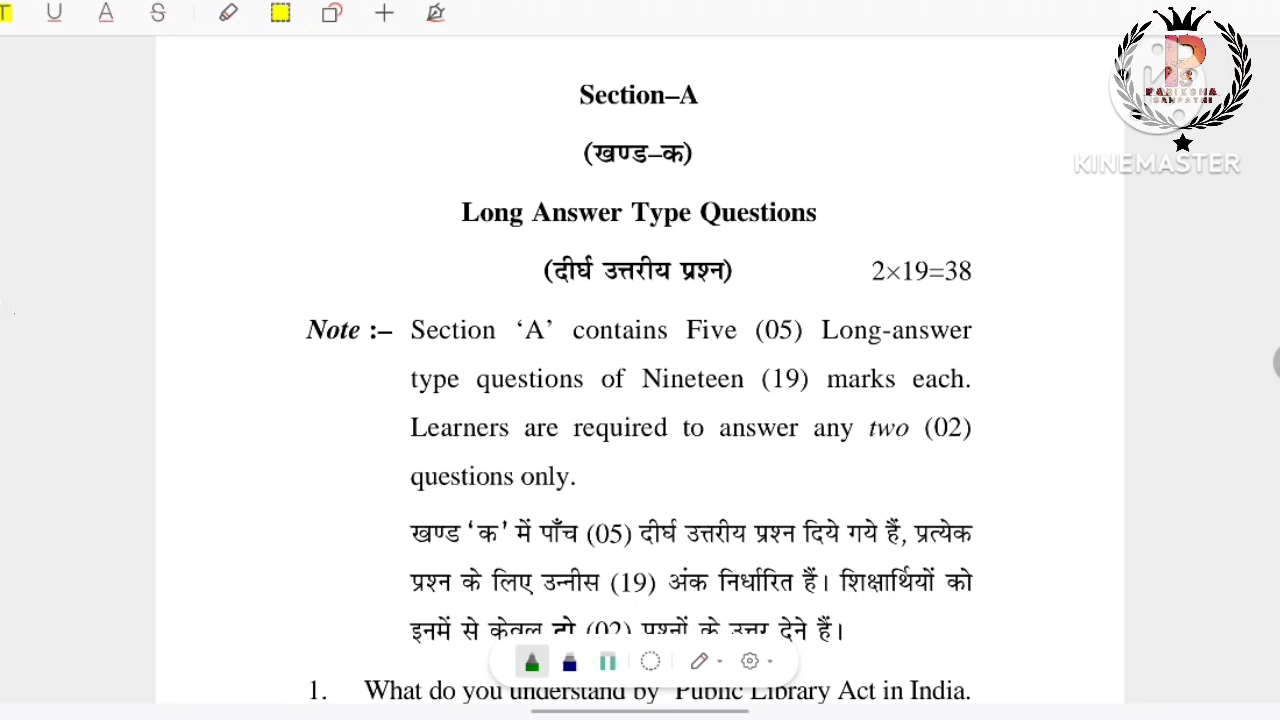 Section–A
(खण्ड–क)
Long Answer Type Questions
(दीर्घ उत्तरीय प्रश्न) 2×19=38
Note :– Section ‘A’ contains Five (05) Long-answer
type questions of Nineteen (19) marks each.
Learners are required to answer any two (02)
questions only.
खण्ड ‘क’ में पाँच (05) दीर्घ उत्तरीय प्रश्न दिये गये हैं, प्रत्येक
प्रश्न के लिए उन्नीस (19) अंक निर्धारित हैं। शिक्षार्थियों को
इनमें से केवल दो (02) प्रश्नों के उत्तर देने हैं।
1. What do you understand by Public Library Act in India.
PARIKSHA
KINEMASTER